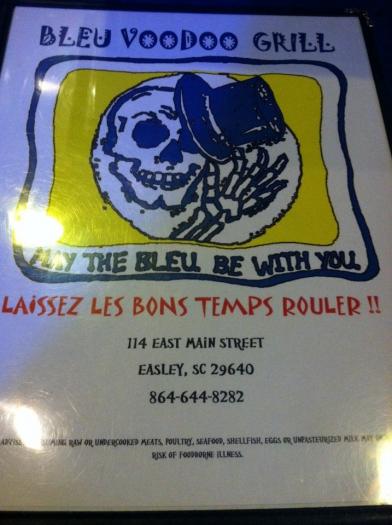 BLEU VOODOO GRILL
MAY THE BLEU BE WITH YOU.
LAISSEZ LES BONS TEMPS ROULER !!
114 EAST MAIN STREET
EASLEY, SC 29640
864-644-8282
RAW OR UNDERCOOKED MEATS, POULTRY, SEAFOOD, SHELLFISH, EGGS OR UNPASTEURIZED MILK MAY
RISK OF FOODBORNE ILLNESS.